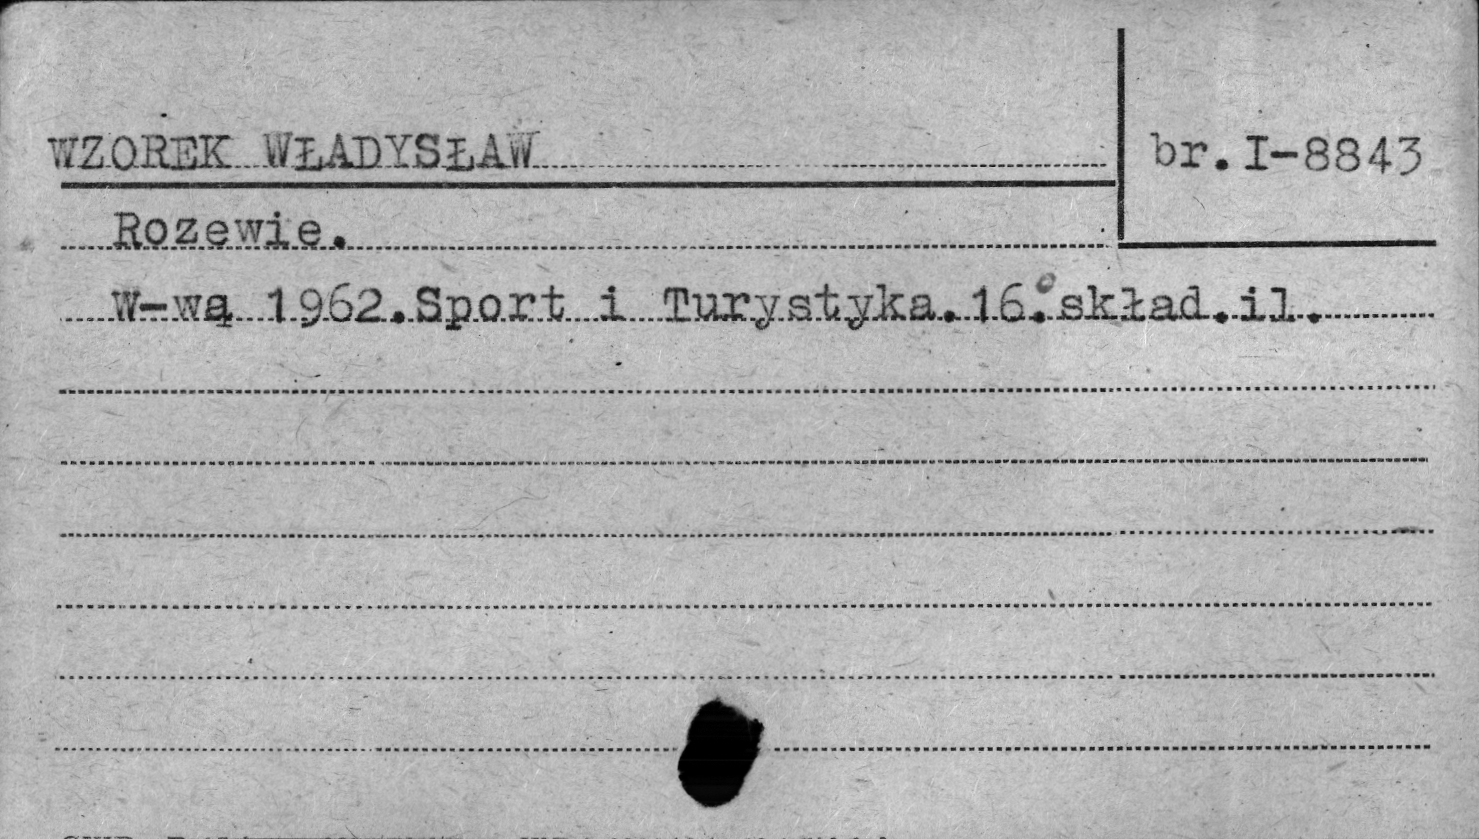 WZOREK WŁADYSŁAW
br.I-8843
Rozewie.
W-wą 1962.Sport i Turystyka.16.°skład.il.